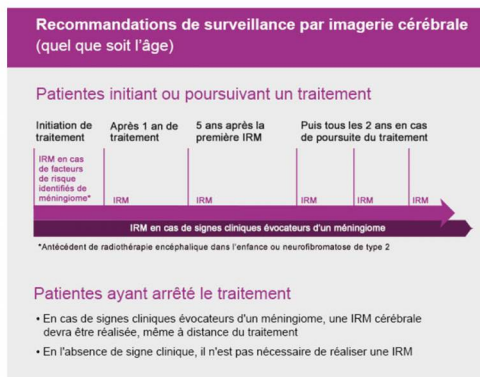 Recommandations de surveillance par imagerie cérébrale
(quel que soit l'âge)
Patientes initiant ou poursuivant un traitement
Initiation de
traitement
Après 1 an de
traitement
5 ans après la
première IRM
Puis tous les 2 ans en cas
de poursuite du traitement
IRM en cas
de facteurs
de risque
identifiés de
méningiome*
IRM
IRM
IRM
IRM
IRM
IRM en cas de signes cliniques évocateurs d'un méningiome
*Antécédent de radiothérapie encéphalique dans l'enfance ou neurofibromatose de type 2
Patientes ayant arrêté le traitement
• En cas de signes cliniques évocateurs d'un méningiome, une IRM cérébrale
devra être réalisée, même à distance du traitement
• En l'absence de signe clinique, il n'est pas nécessaire de réaliser une IRM